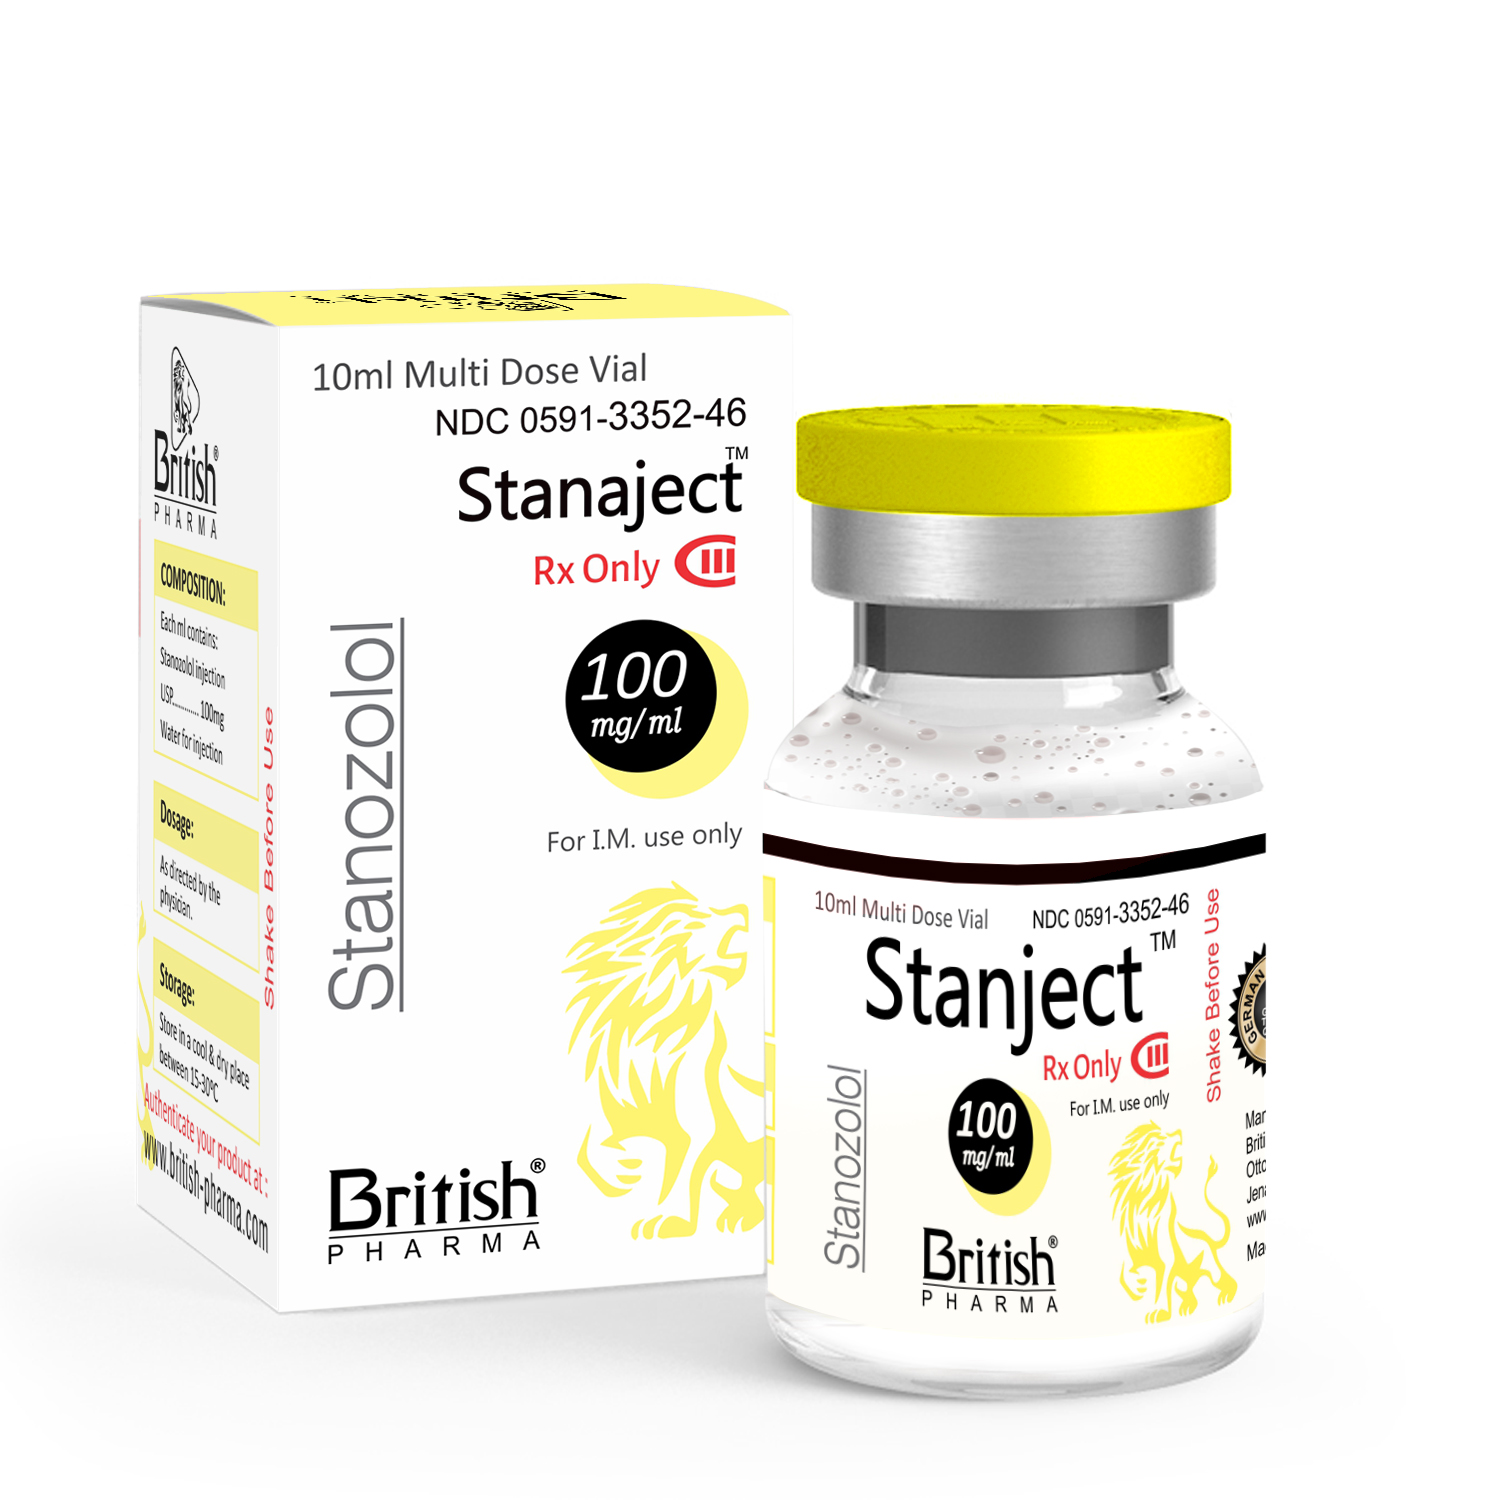 British®
PHARMA
COMPOSITION:
Each ml contains:
Stanozolol injection
USP............ 100mg
Water for injection
Dosage:
As directed by the
physician.
Storage:
Store in a cool & dry place
between 15-30ºC
Authenticate your product at :
www.british-pharma.com
Shake Before Use
10ml Multi Dose Vial
NDC 0591-3352-46
Stanaject™
Rx Only CIII
Stanozolol
100
mg/ml
For I.M. use only
British®
PHARMA
10ml Multi Dose Vial
NDC 0591-3352-46
Stanject™
Rx Only CIII
For I.M. use only
Stanozolol
100
mg/ml
British®
PHARMA
Shake Before Use
GERMAN